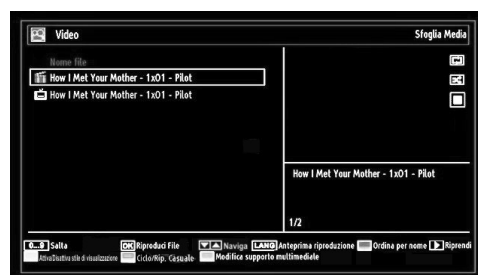 Video Sfoglia Media
Nome file
How I Met Your Mother - 1x01 - Pilot
How I Met Your Mother - 1x01 - Pilot
How I Met Your Mother - 1x01 - Pilot
1/2
0...9 Salta OK Riproduci File Naviga LANG Anteprima riproduzione Ordina per nome Riprendi
Attiva/Disattiva stile di visualizzazione Ciclo/Rip. Casuale Modifica supporto multimediale